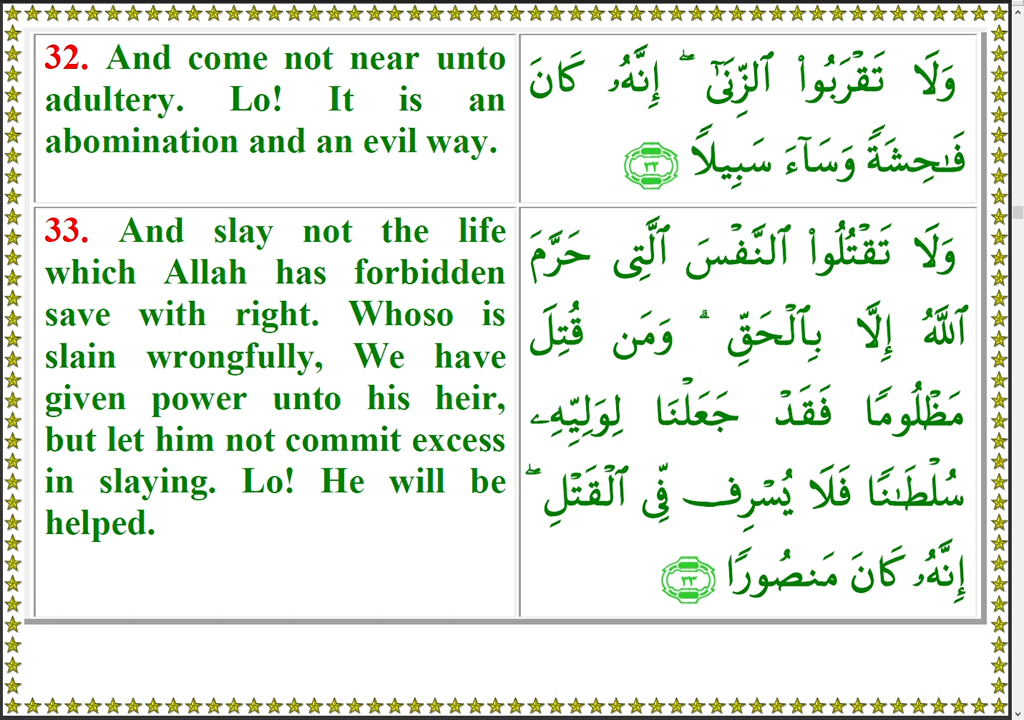 32. And come not near unto
adultery. Lo! It is an
abomination and an evil way.
وَلَا تَقْرَبُوا۟ ٱلزِّنَىٰٓ ۖ إِنَّهُۥ كَانَ
فَـٰحِشَةً وَسَآءَ سَبِيلاً ٣٢
33. And slay not the life
which Allah has forbidden
save with right. Whoso is
slain wrongfully, We have
given power unto his heir,
but let him not commit excess
in slaying. Lo! He will be
helped.
وَلَا تَقْتُلُوا۟ ٱلنَّفْسَ ٱلَّتِى حَرَّمَ
ٱللَّهُ إِلَّا بِٱلْحَقِّ ۗ وَمَن قُتِلَ
مَظْلُومًا فَقَدْ جَعَلْنَا لِوَلِيِّهِۦ
سُلْطَـٰنًا فَلَا يُسْرِف فِّى ٱلْقَتْلِ ۖ
إِنَّهُۥ كَانَ مَنصُورًا ٣٣